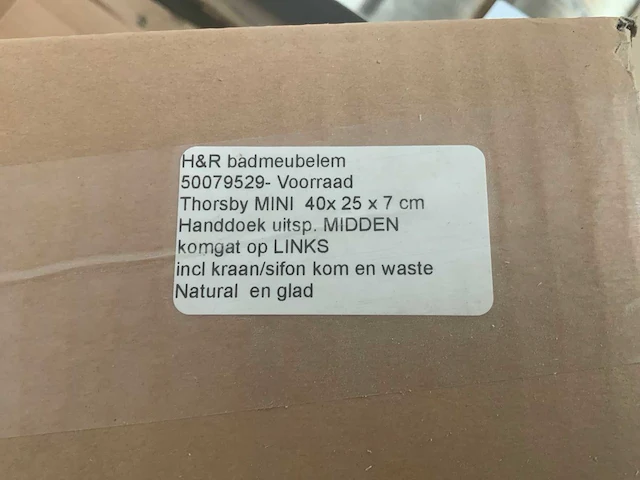 H&R badmeubelem
50079529- Voorraad
Thorsby MINI 40x 25 x 7 cm
Handdoek uitsp. MIDDEN
komgat op LINKS
incl kraan/sifon kom en waste
Natural en glad